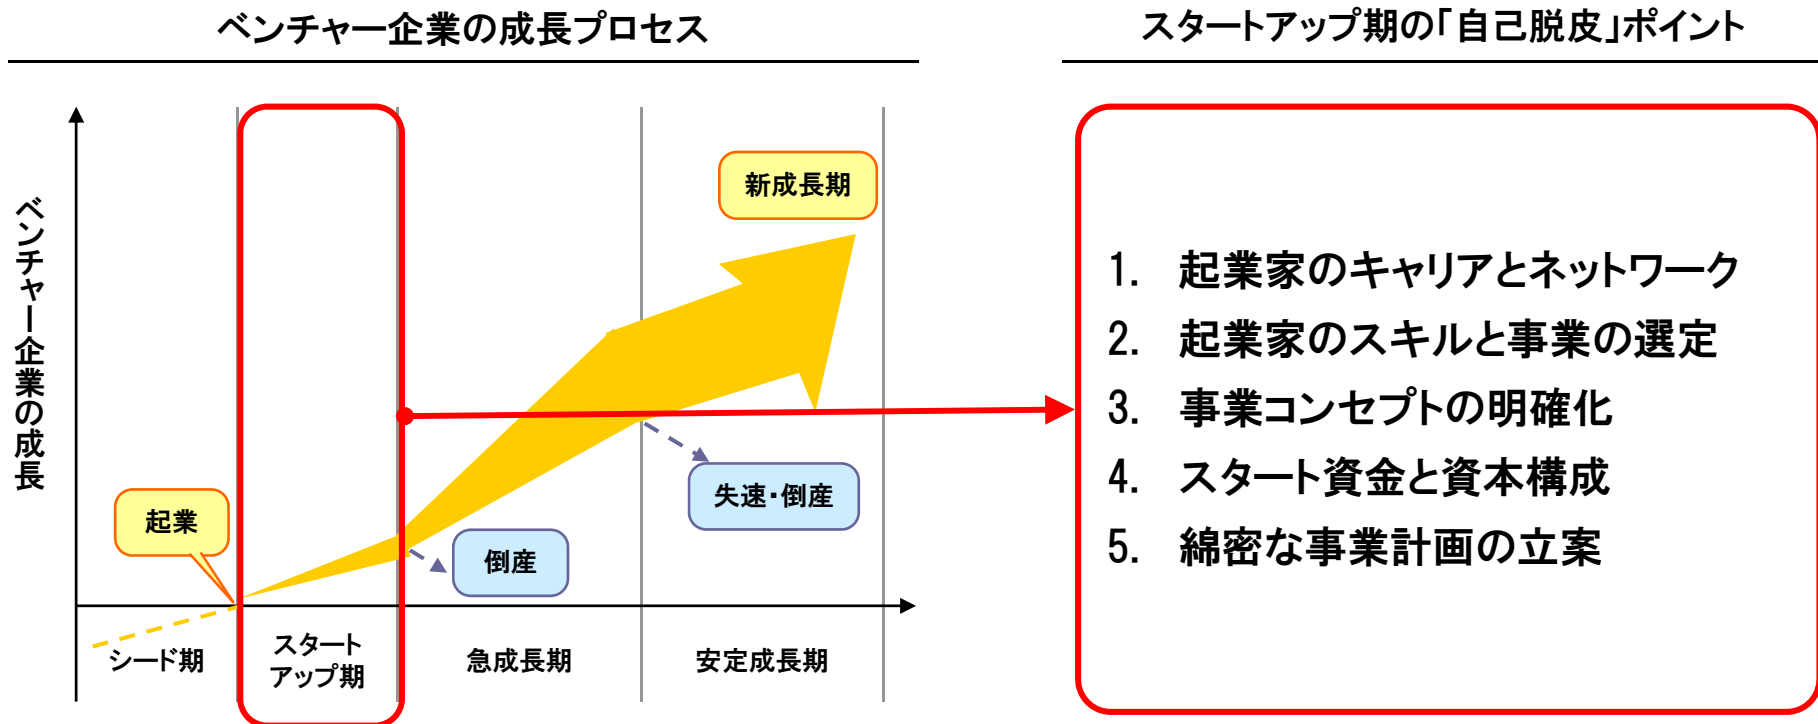 ベンチャー企業の成長プロセス
スタートアップ期の｢自己脱皮｣ポイント
ベンチャー企業の成長
新成長期
失速・倒産
起業
倒産
シード期
スタート
アップ期
急成長期
安定成長期
1. 起業家のキャリアとネットワーク
2. 起業家のスキルと事業の選定
3. 事業コンセプトの明確化
4. スタート資金と資本構成
5. 綿密な事業計画の立案